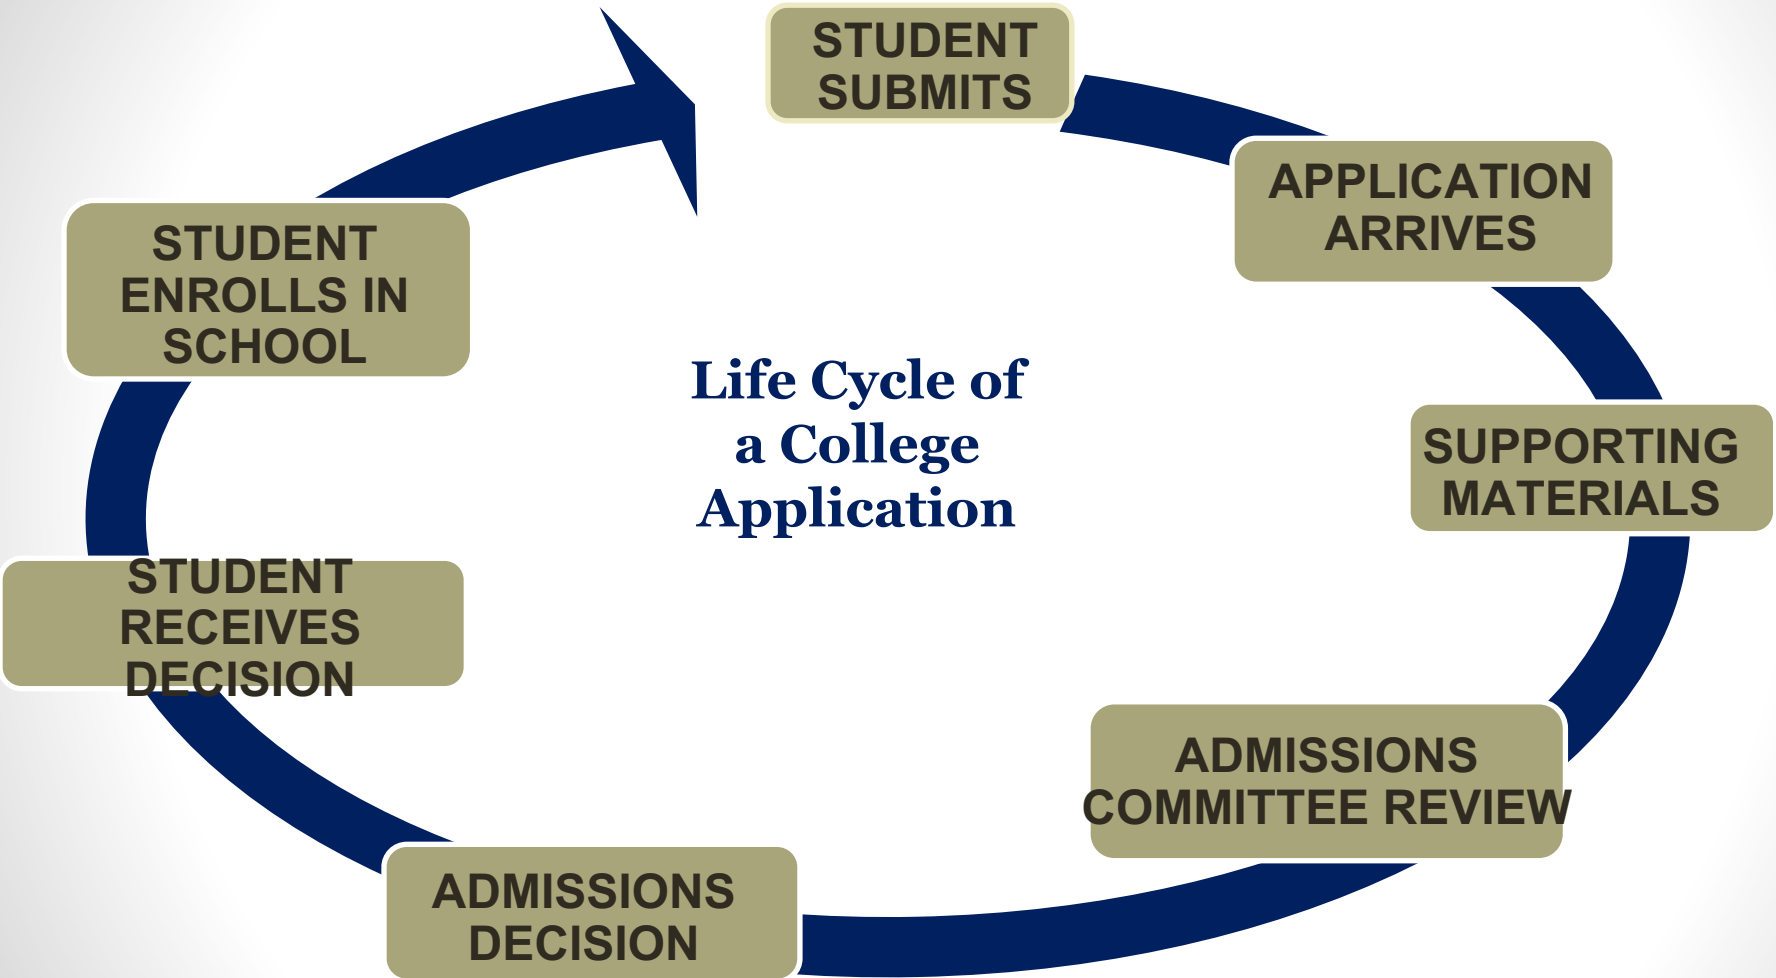 STUDENT
SUBMITS
APPLICATION
ARRIVES
SUPPORTING
MATERIALS
ADMISSIONS
COMMITTEE REVIEW
ADMISSIONS
DECISION
STUDENT
RECEIVES
DECISION
STUDENT
ENROLLS IN
SCHOOL
Life Cycle of
a College
Application